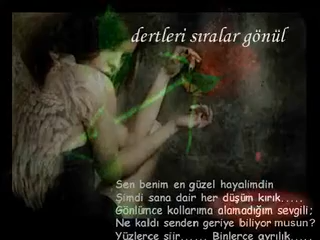 dertleri sıralar gönül
Sen benim en güzel hayalimdin
Şimdi sana dair her düşüm kırık.....
Gönlümce kollarıma alamadığım sevgili;
Ne kaldı senden geriye biliyor musun?
Yüzlerce şiir...... Binlerce ayrılık.....